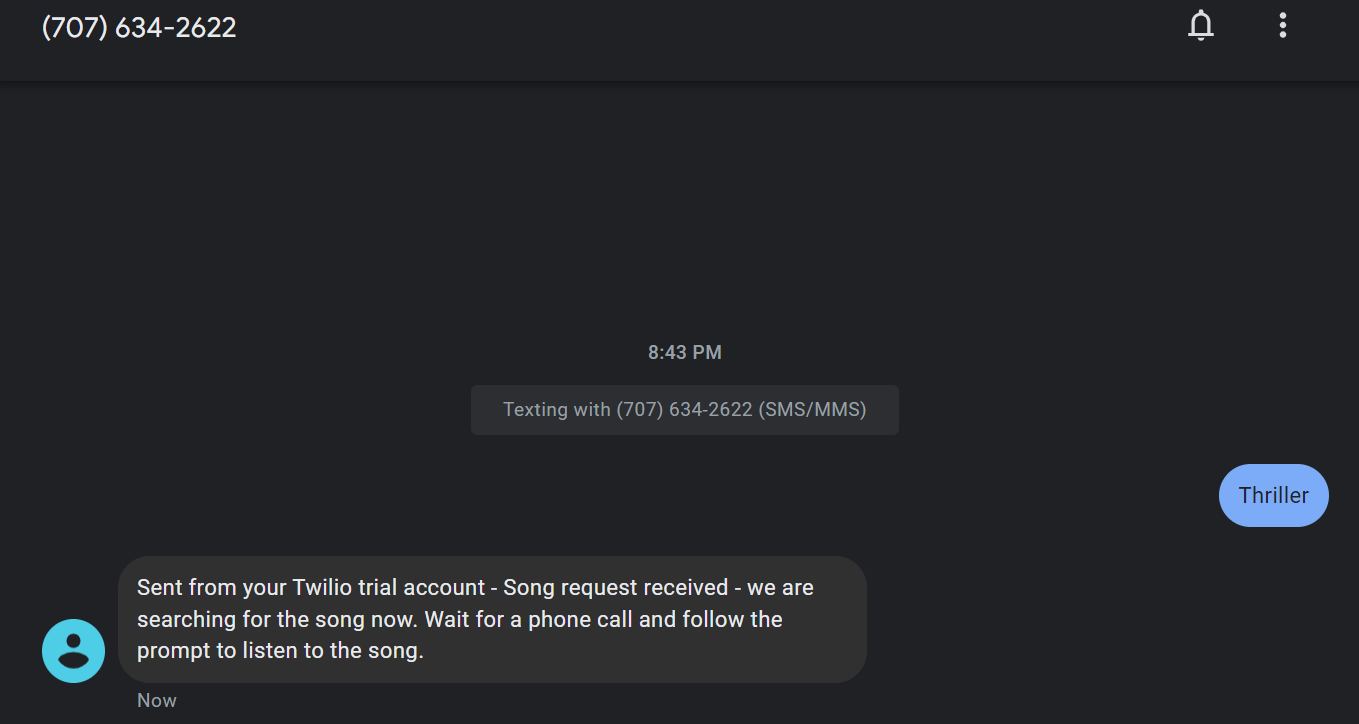 (707) 634-2622
8:43 PM
Texting with (707) 634-2622 (SMS/MMS)
Thriller
Sent from your Twilio trial account - Song request received - we are
searching for the song now. Wait for a phone call and follow the
prompt to listen to the song.
Now